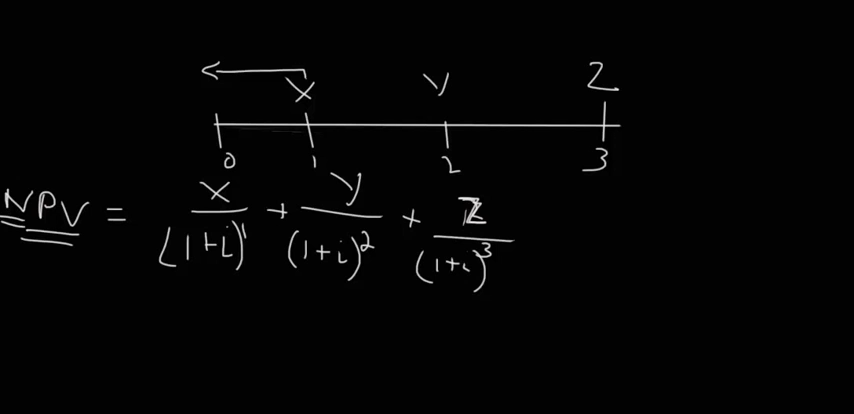 X Y Z
0 1 2 3
NPV = X/(1+i)^1 + Y/(1+i)^2 + Z/(1+i)^3